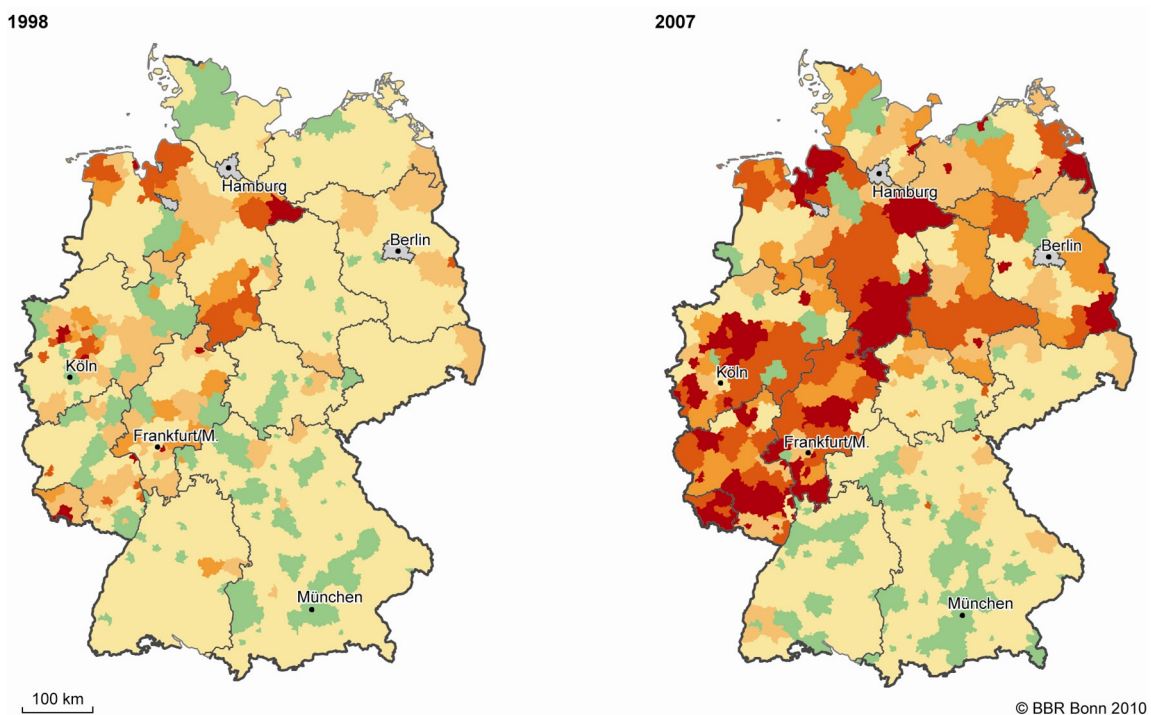 1998
2007
Hamburg
Berlin
Köln
Frankfurt/M.
München
Hamburg
Berlin
Köln
Frankfurt/M.
München
100 km
© BBR Bonn 2010